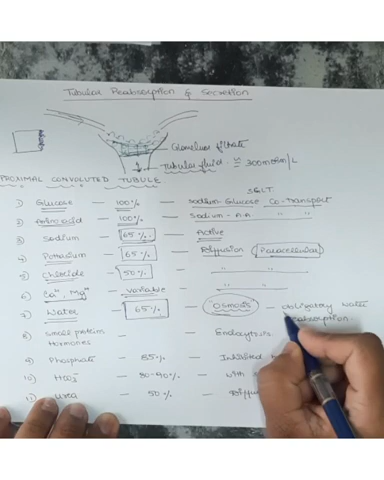 Tubular Reabsorption & Secretion
Glomerular filtrate
Tubular fluid ≈ 300mosm/L
PROXIMAL CONVOLUTED TUBULE
SGLT
1) Glucose — 100% — Sodium-Glucose Co-transport
2) Amino acid — 100% — Sodium - A.A. " "
3) Sodium — 65% — Active
4) Potassium — 65% — Diffusion (Paracellular)
5) Chloride — 50% — "
6) Ca++, Mg++ — variable — " "
7) Water — 65% — Osmosis obligatory water
reabsorption.
8) Small protein — Endocytosis.
Hormones
9) Phosphate — 85% — Inhibited
10) HCO3- — 80-90% — with
11) Urea — 50%